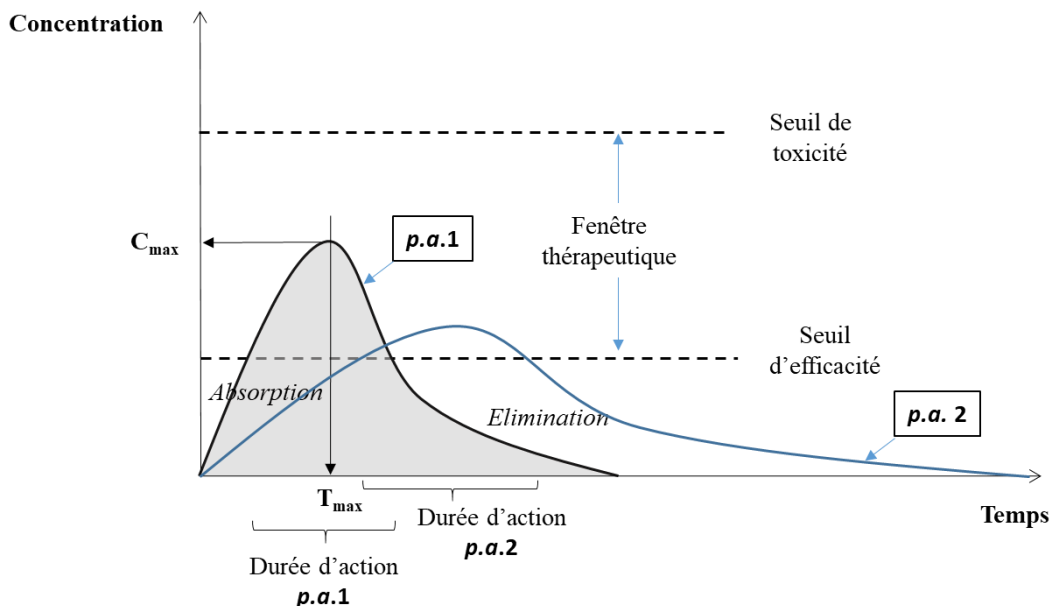 Concentration
Seuil de
toxicité
p.a.1
C max
Fenêtre
thérapeutique
Seuil
d’efficacité
Absorption
Elimination
p.a. 2
T max
Temps
Durée d’action
p.a.2
Durée d’action
p.a.1